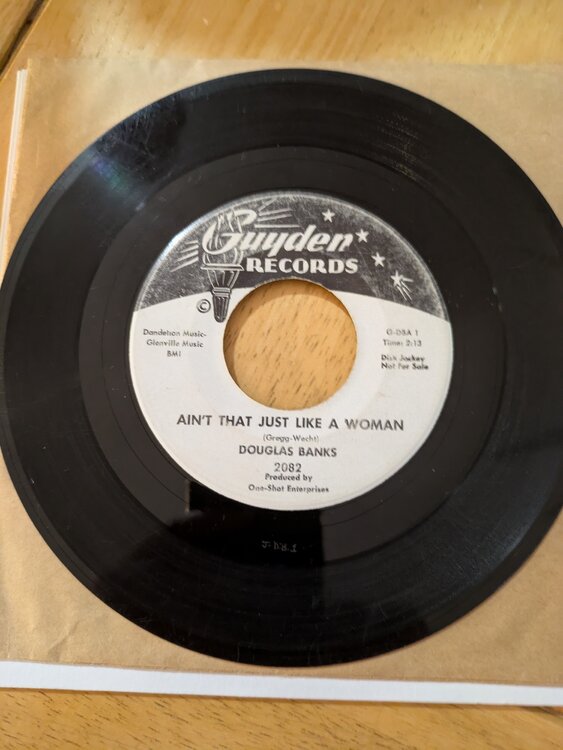 Guyden
RECORDS
©
Dandelion Music-
Glenville Music
BMI
G-DBA 1
Time: 2:13
Disk Jockey
Not For Sale
AIN'T THAT JUST LIKE A WOMAN
(Gregg-Wecht)
DOUGLAS BANKS
2082
Produced by
One-Shot Enterprises